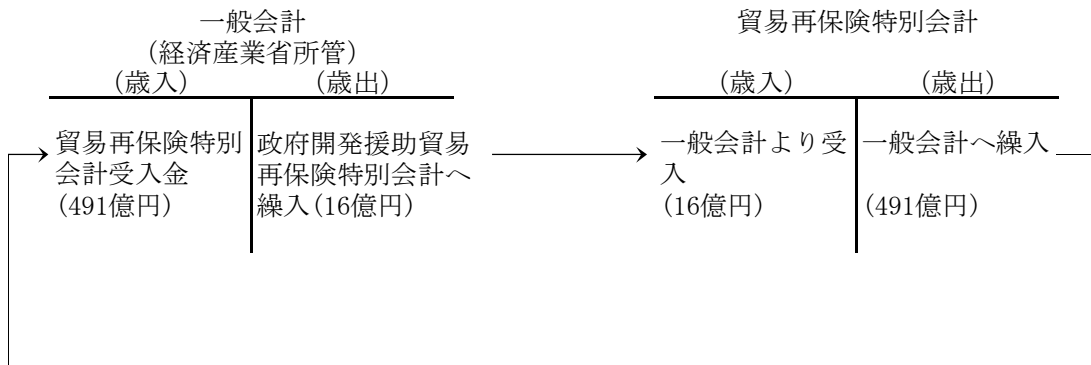 一般会計
(経済産業省所管)
(歳入)
(歳出)
貿易再保険特別
会計受入金
(491億円)
政府開発援助貿易
再保険特別会計へ
繰入(16億円)
貿易再保険特別会計
(歳入)
(歳出)
一般会計より受
入
(16億円)
一般会計へ繰入
(491億円)